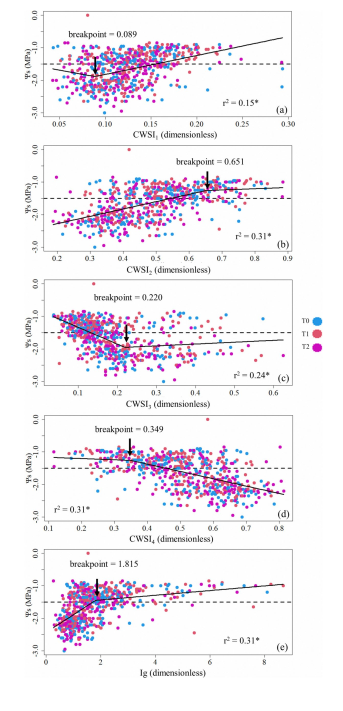 0.0
-1.0
-2.0
-3.0
Ψs (MPa)
breakpoint = 0.089
r² = 0.15*
(a)
0.05 0.10 0.15 0.20 0.25 0.30
CWSI₁ (dimensionless)
0.0
-1.0
-2.0
-3.0
Ψs (MPa)
breakpoint = 0.651
r² = 0.31*
(b)
0.2 0.3 0.4 0.5 0.6 0.7 0.8 0.9
CWSI₂ (dimensionless)
0.0
-1.0
-2.0
-3.0
Ψs (MPa)
breakpoint = 0.220
r² = 0.24*
(c)
0.1 0.2 0.3 0.4 0.5 0.6
CWSI₃ (dimensionless)
T0
T1
T2
0.0
-1.0
-2.0
-3.0
Ψs (MPa)
breakpoint = 0.349
r² = 0.31*
(d)
0.1 0.2 0.3 0.4 0.5 0.6 0.7 0.8
CWSI₄ (dimensionless)
0.0
-1.0
-2.0
-3.0
Ψs (MPa)
breakpoint = 1.815
r² = 0.31*
(e)
0 2 4 6 8
Ig (dimensionless)